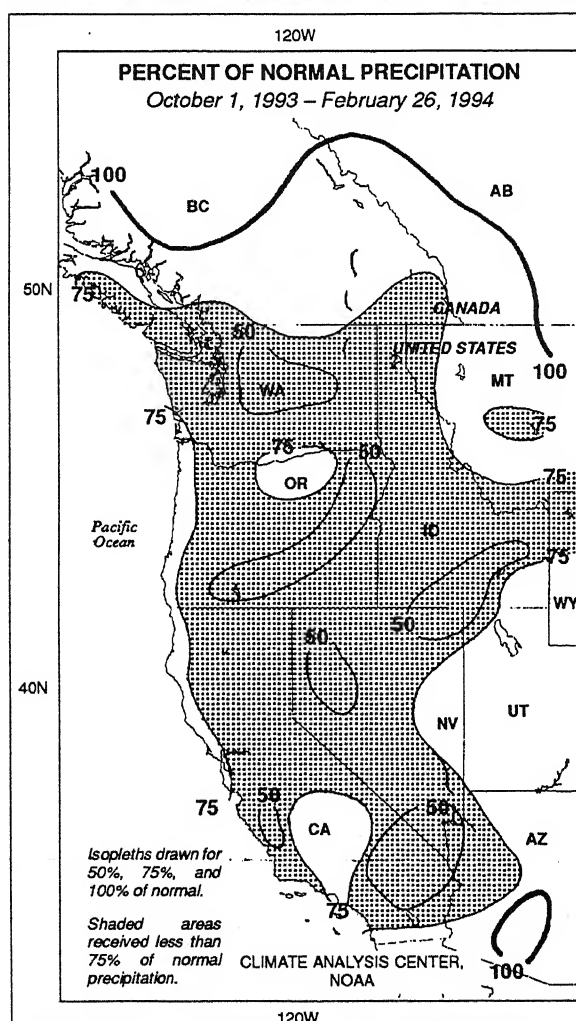 120W
PERCENT OF NORMAL PRECIPITATION
October 1, 1993 – February 26, 1994
100
BC
AB
50N
75
50
CANADA
UNITED STATES
100
WA
MT
75
75
75
50
75
OR
Pacific
Ocean
ID
75
WY
50
50
40N
NV
UT
75
50
50
CA
AZ
Isopleths drawn for
50%, 75%, and
100% of normal.
75
Shaded areas
received less than
75% of normal
precipitation.
CLIMATE ANALYSIS CENTER,
NOAA
100
120W